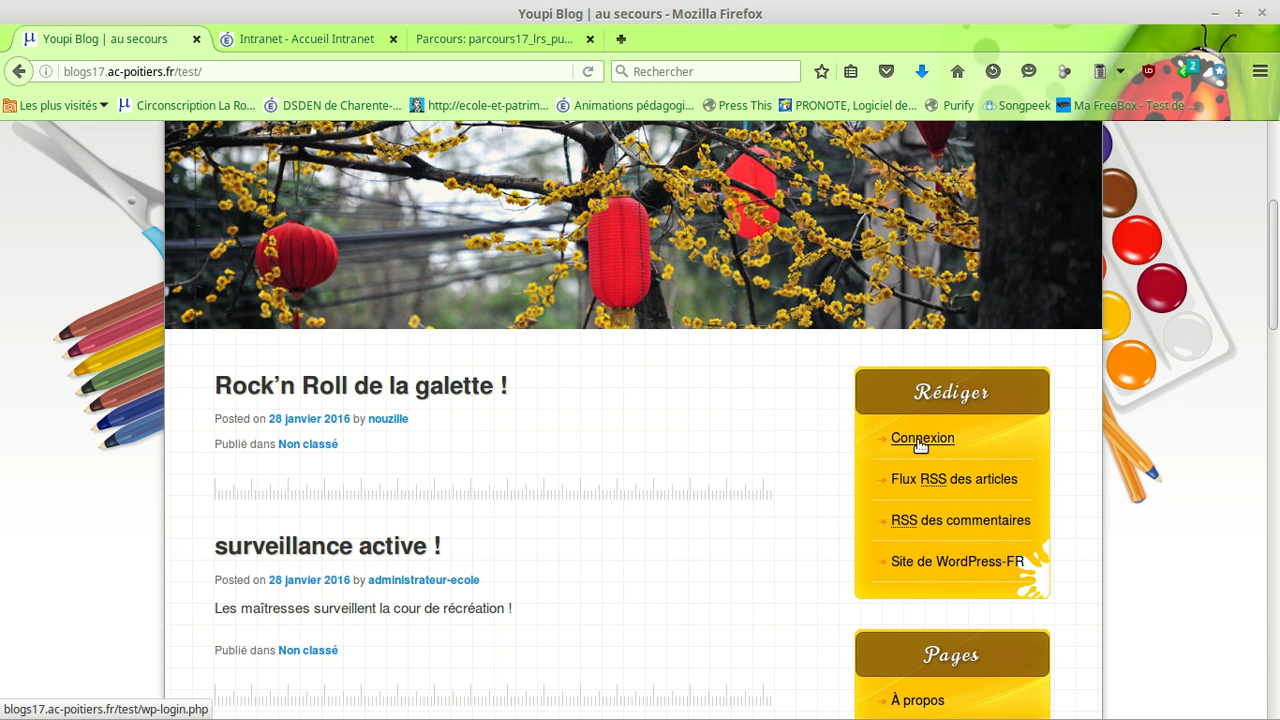 Youpi Blog | au secours - Mozilla Firefox
Youpi Blog | au secours
Intranet - Accueil Intranet
Parcours: parcours17_lrs_pu...
blogs17.ac-poitiers.fr/test/
Rechercher
2
Les plus visités
Circonscription La Ro...
DSDEN de Charente-...
http://ecole-et-patrim...
Animations pédagogi...
Press This
PRONOTE, Logiciel de...
Purify
Songpeek
Ma FreeBox - Test de ...
Rock’n Roll de la galette !
Posted on 28 janvier 2016 by nouzille
Publié dans Non classé
surveillance active !
Posted on 28 janvier 2016 by administrateur-ecole
Les maîtresses surveillent la cour de récréation !
Publié dans Non classé
Rédiger
Connexion
Flux RSS des articles
RSS des commentaires
Site de WordPress-FR
Pages
À propos
blogs17.ac-poitiers.fr/test/wp-login.php